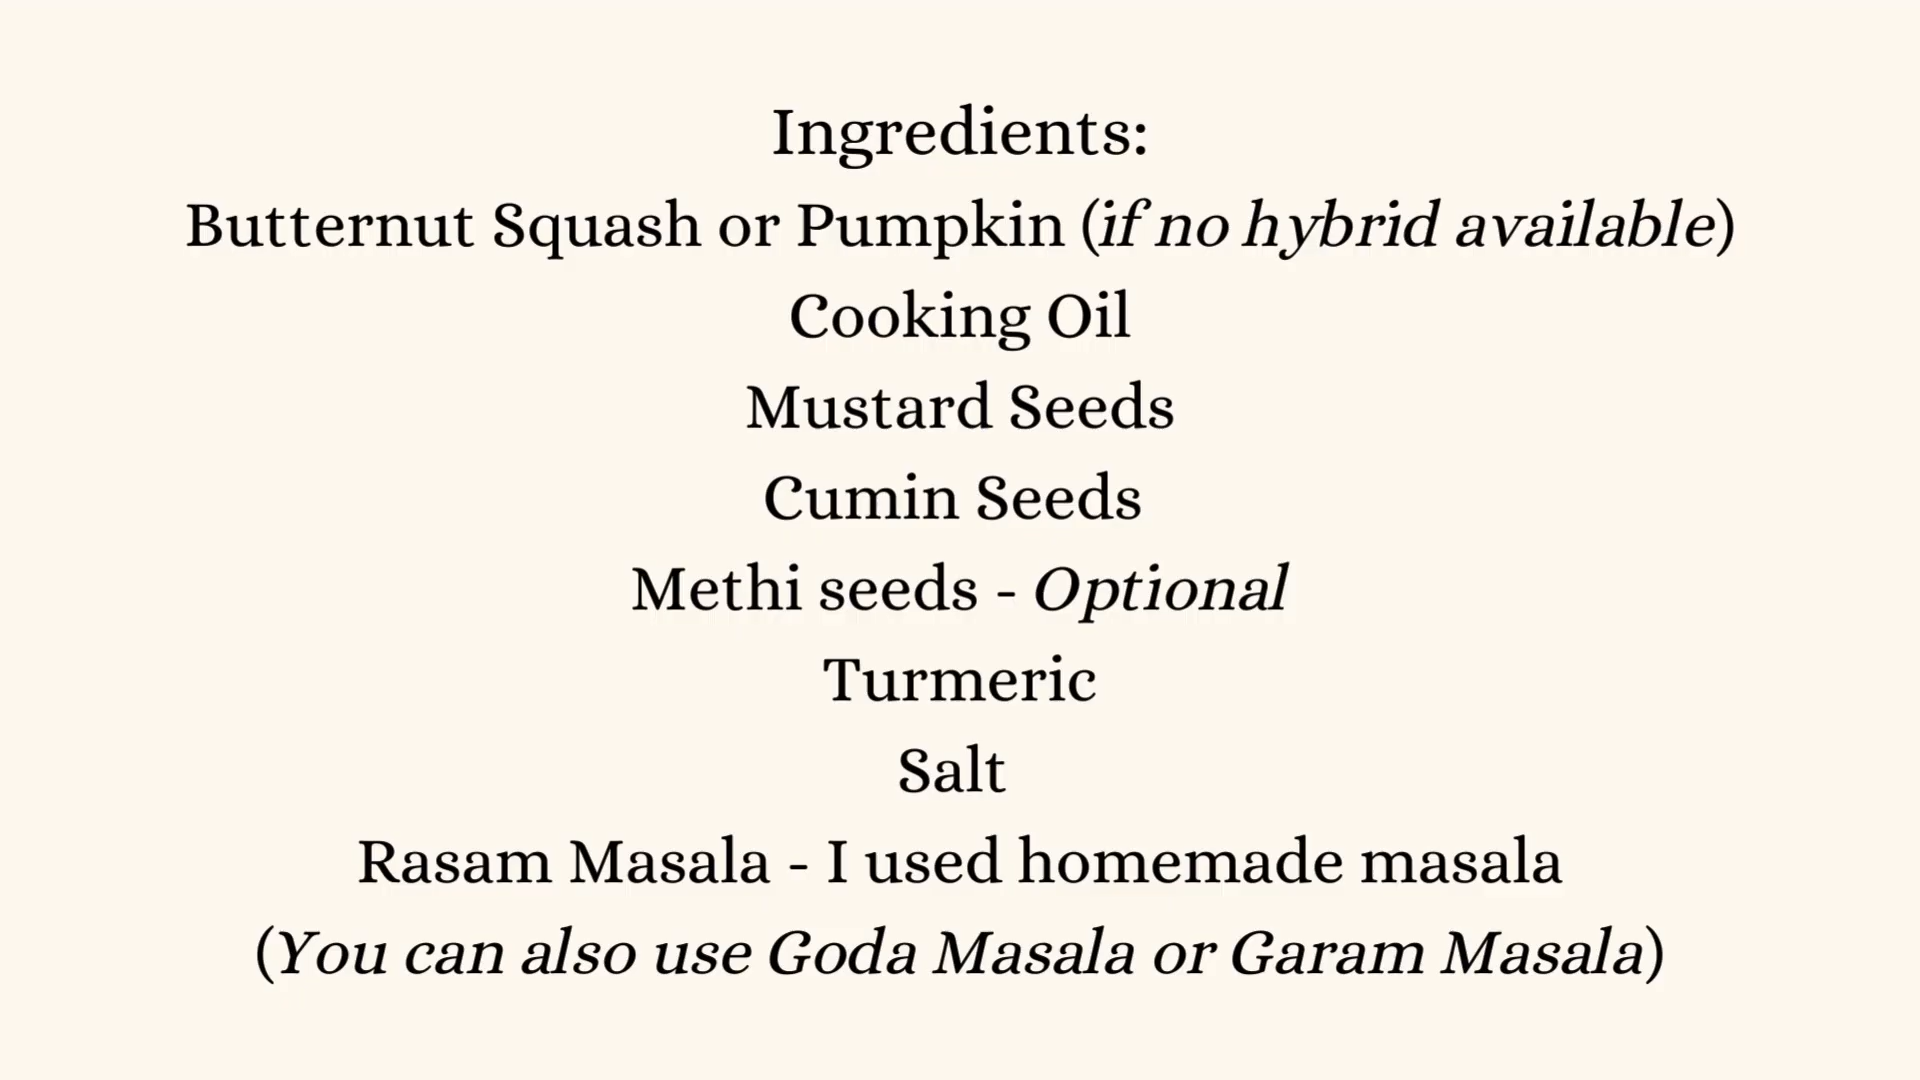 Ingredients:
Butternut Squash or Pumpkin (if no hybrid available)
Cooking Oil
Mustard Seeds
Cumin Seeds
Methi seeds - Optional
Turmeric
Salt
Rasam Masala - I used homemade masala
(You can also use Goda Masala or Garam Masala)